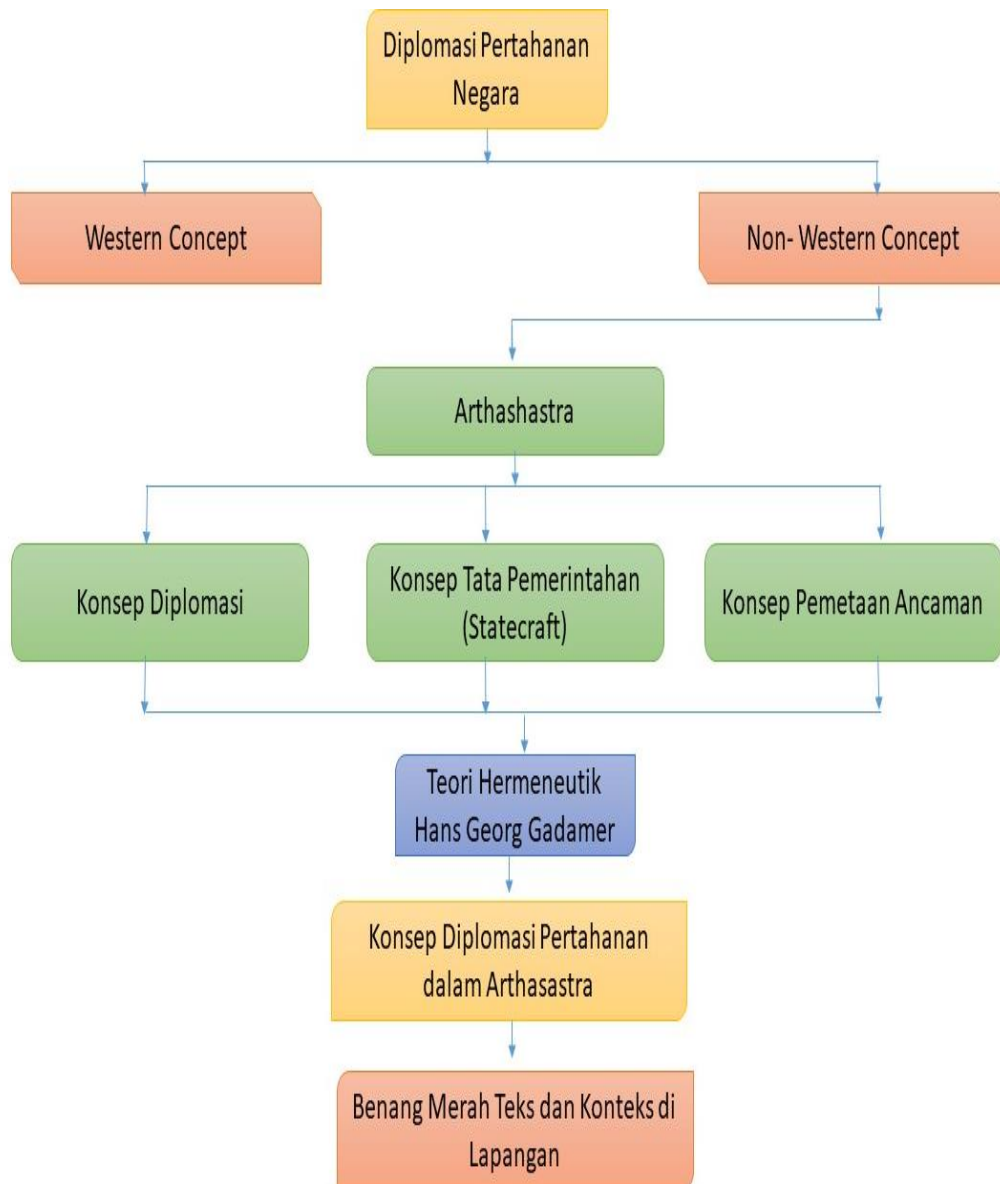 Diplomasi Pertahanan
Negara
Western Concept
Non- Western Concept
Arthashastra
Konsep Diplomasi
Konsep Tata Pemerintahan
(Statecraft)
Konsep Pemetaan Ancaman
Teori Hermeneutik
Hans Georg Gadamer
Konsep Diplomasi Pertahanan
dalam Arthasastra
Benang Merah Teks dan Konteks di
Lapangan